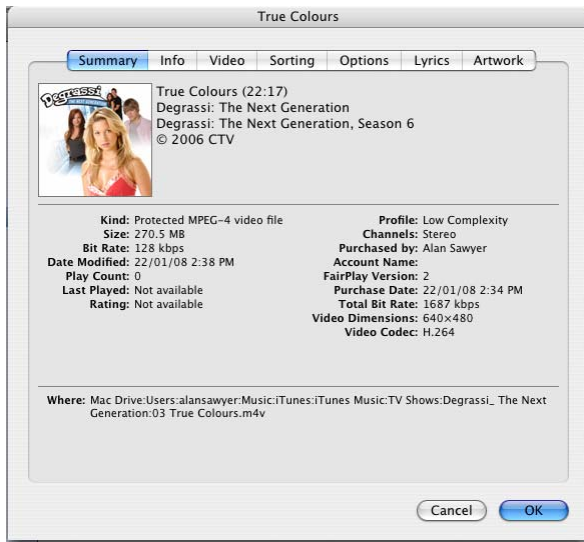 True Colours
Summary Info Video Sorting Options Lyrics Artwork
Degrassi
THE NEXT GENERATION
True Colours (22:17)
Degrassi: The Next Generation
Degrassi: The Next Generation, Season 6
© 2006 CTV
Kind: Protected MPEG-4 video file
Size: 270.5 MB
Bit Rate: 128 kbps
Date Modified: 22/01/08 2:38 PM
Play Count: 0
Last Played: Not available
Rating: Not available
Profile: Low Complexity
Channels: Stereo
Purchased by: Alan Sawyer
Account Name:
FairPlay Version: 2
Purchase Date: 22/01/08 2:34 PM
Total Bit Rate: 1687 kbps
Video Dimensions: 640×480
Video Codec: H.264
Where: Mac Drive:Users:alansawyer:Music:iTunes:iTunes Music:TV Shows:Degrassi_ The Next
Generation:03 True Colours.m4v
Cancel OK